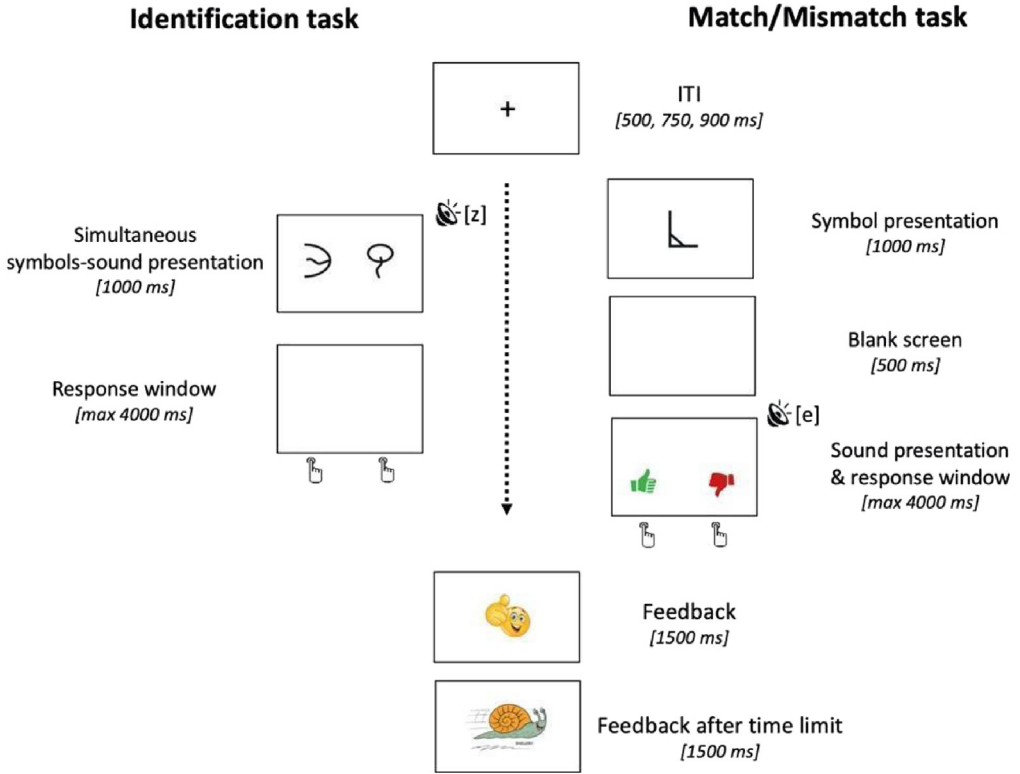 Identification task
Match/Mismatch task
+
ITI
[500, 750, 900 ms]
[z]
Simultaneous
symbols-sound presentation
[1000 ms]
Symbol presentation
[1000 ms]
Blank screen
[500 ms]
Response window
[max 4000 ms]
[e]
Sound presentation
& response window
[max 4000 ms]
Feedback
[1500 ms]
Feedback after time limit
[1500 ms]